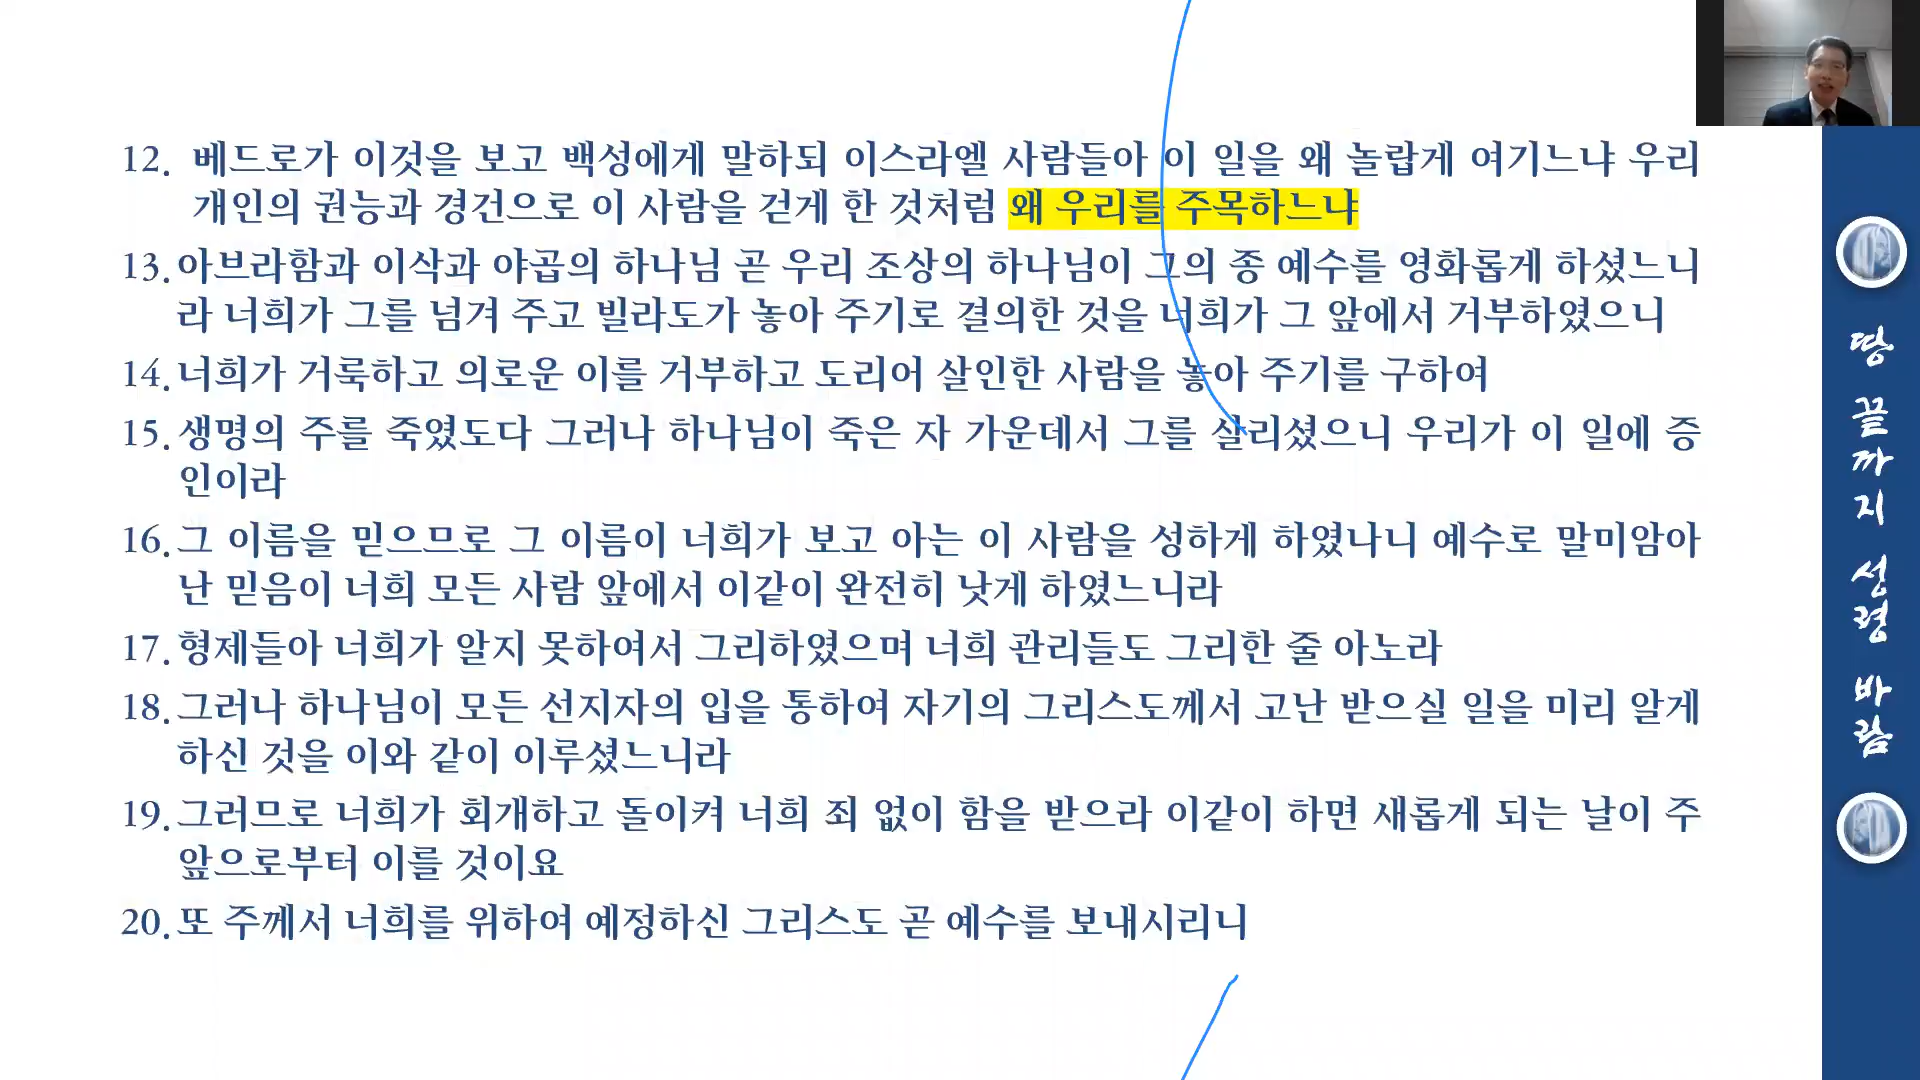 12. 베드로가 이것을 보고 백성에게 말하되 이스라엘 사람들아 이 일을 왜 놀랍게 여기느냐 우리
개인의 권능과 경건으로 이 사람을 걷게 한 것처럼 왜 우리를 주목하느냐
13. 아브라함과 이삭과 야곱의 하나님 곧 우리 조상의 하나님이 그의 종 예수를 영화롭게 하셨느니
라 너희가 그를 넘겨 주고 빌라도가 놓아 주기로 결의한 것을 너희가 그 앞에서 거부하였으니
14. 너희가 거룩하고 의로운 이를 거부하고 도리어 살인한 사람을 놓아 주기를 구하여
15. 생명의 주를 죽였도다 그러나 하나님이 죽은 자 가운데서 그를 살리셨으니 우리가 이 일에 증
인이라
16. 그 이름을 믿으므로 그 이름이 너희가 보고 아는 이 사람을 성하게 하였나니 예수로 말미암아
난 믿음이 너희 모든 사람 앞에서 이같이 완전히 낫게 하였느니라
17. 형제들아 너희가 알지 못하여서 그리하였으며 너희 관리들도 그리한 줄 아노라
18. 그러나 하나님이 모든 선지자의 입을 통하여 자기의 그리스도께서 고난 받으실 일을 미리 알게
하신 것을 이와 같이 이루셨느니라
19. 그러므로 너희가 회개하고 돌이켜 너희 죄 없이 함을 받으라 이같이 하면 새롭게 되는 날이 주
앞으로부터 이를 것이요
20. 또 주께서 너희를 위하여 예정하신 그리스도 곧 예수를 보내시리니
땅 끝까지 성령 바람